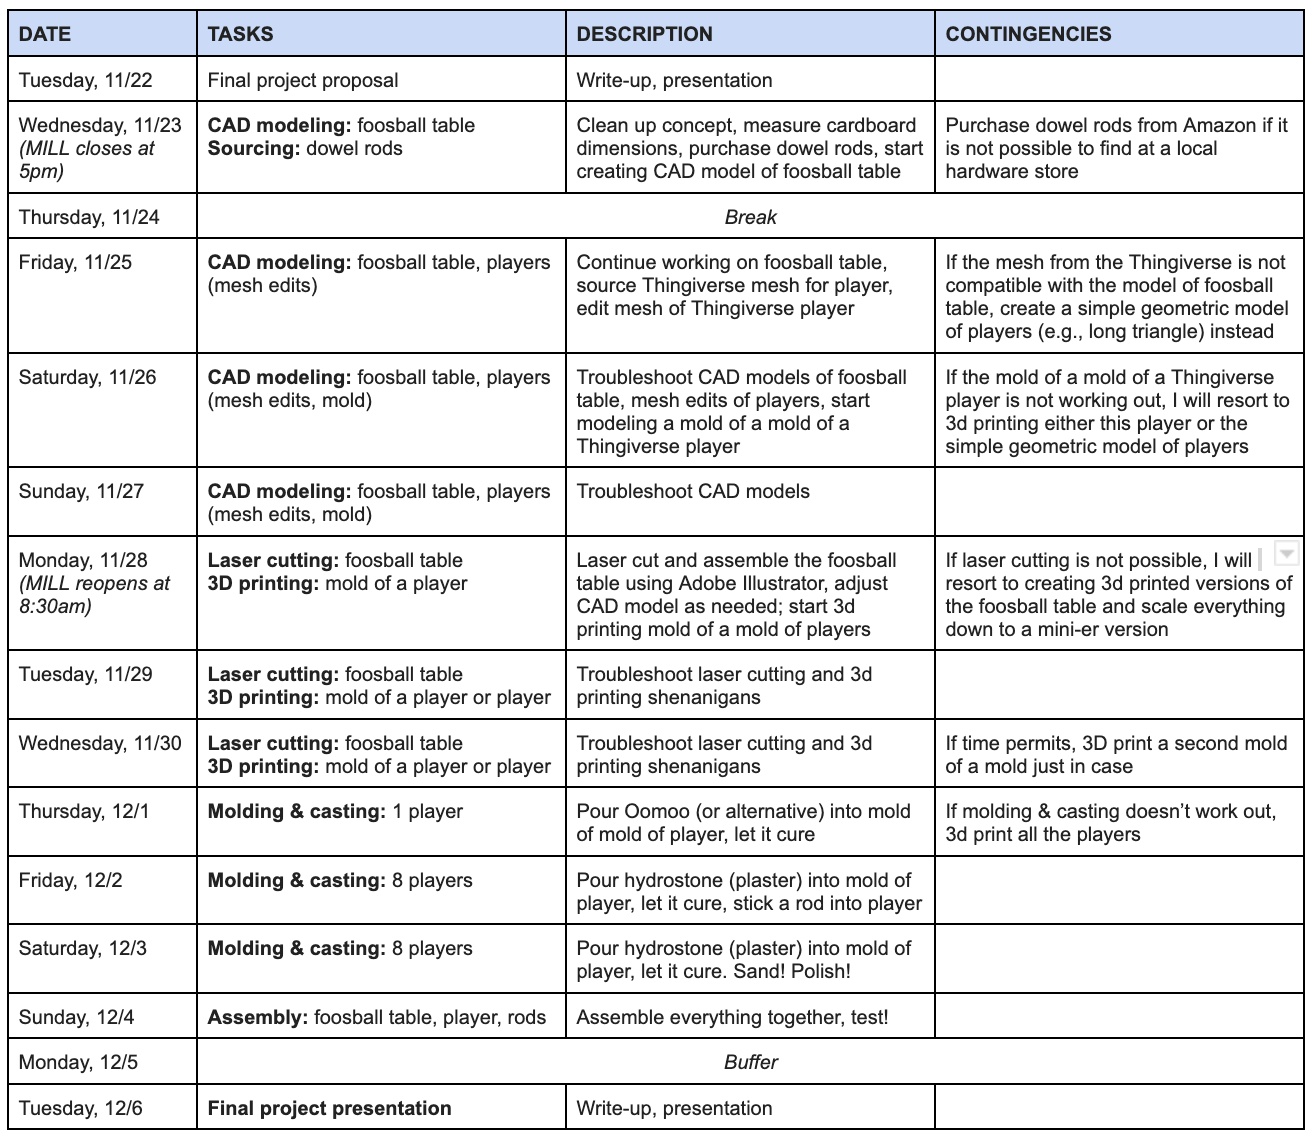 DATE
TASKS
DESCRIPTION
CONTINGENCIES
Tuesday, 11/22
Final project proposal
Write-up, presentation
Wednesday, 11/23
(MILL closes at
5pm)
CAD modeling: foosball table
Sourcing: dowel rods
Clean up concept, measure cardboard
dimensions, purchase dowel rods, start
creating CAD model of foosball table
Purchase dowel rods from Amazon if it
is not possible to find at a local
hardware store
Thursday, 11/24
Break
Friday, 11/25
CAD modeling: foosball table, players
(mesh edits)
Continue working on foosball table,
source Thingiverse mesh for player,
edit mesh of Thingiverse player
If the mesh from the Thingiverse is not
compatible with the model of foosball
table, create a simple geometric model
of players (e.g., long triangle) instead
Saturday, 11/26
CAD modeling: foosball table, players
(mesh edits, mold)
Troubleshoot CAD models of foosball
table, mesh edits of players, start
modeling a mold of a mold of a
Thingiverse player
If the mold of a mold of a Thingiverse
player is not working out, I will resort to
3d printing either this player or the
simple geometric model of players
Sunday, 11/27
CAD modeling: foosball table, players
(mesh edits, mold)
Troubleshoot CAD models
Monday, 11/28
(MILL reopens at
8:30am)
Laser cutting: foosball table
3D printing: mold of a player
Laser cut and assemble the foosball
table using Adobe Illustrator, adjust
CAD model as needed; start 3d
printing mold of a mold of players
If laser cutting is not possible, I will
resort to creating 3d printed versions of
the foosball table and scale everything
down to a mini-er version
Tuesday, 11/29
Laser cutting: foosball table
3D printing: mold of a player or player
Troubleshoot laser cutting and 3d
printing shenanigans
Wednesday, 11/30
Laser cutting: foosball table
3D printing: mold of a player or player
Troubleshoot laser cutting and 3d
printing shenanigans
If time permits, 3D print a second mold
of a mold just in case
Thursday, 12/1
Molding & casting: 1 player
Pour Oomoo (or alternative) into mold
of mold of player, let it cure
If molding & casting doesn’t work out,
3d print all the players
Friday, 12/2
Molding & casting: 8 players
Pour hydrostone (plaster) into mold of
player, let it cure, stick a rod into player
Saturday, 12/3
Molding & casting: 8 players
Pour hydrostone (plaster) into mold of
player, let it cure. Sand! Polish!
Sunday, 12/4
Assembly: foosball table, player, rods
Assemble everything together, test!
Monday, 12/5
Buffer
Tuesday, 12/6
Final project presentation
Write-up, presentation